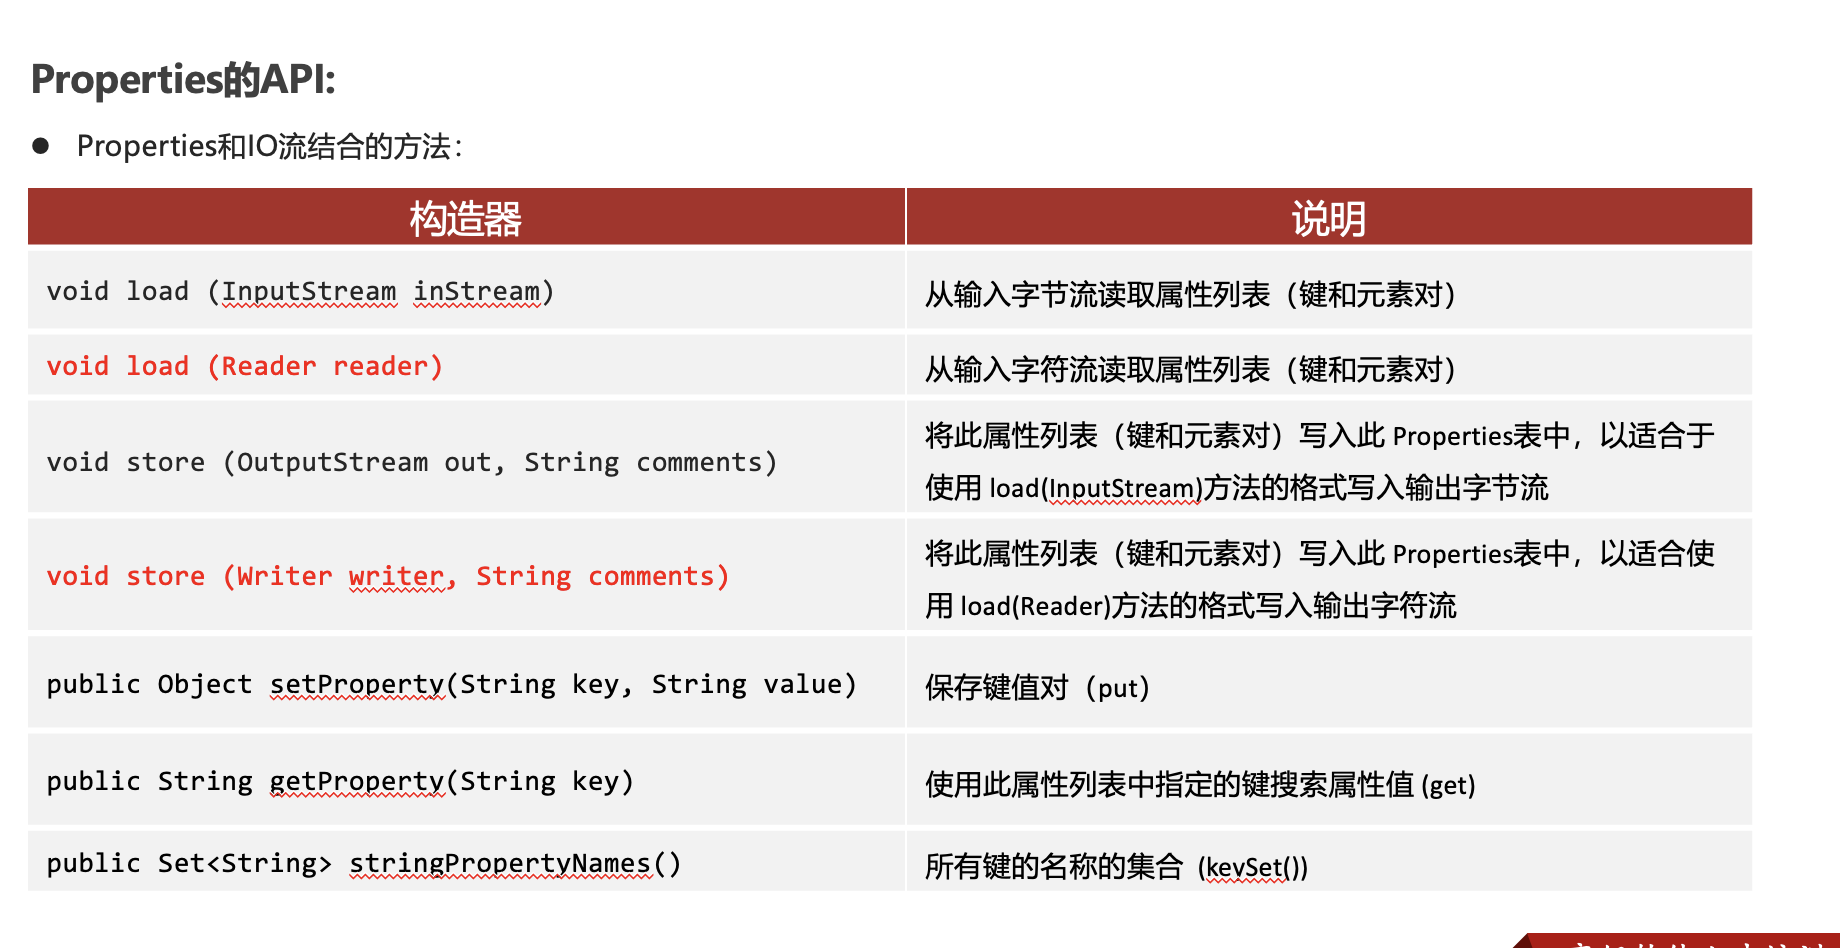 Properties的API:
● Properties和IO流结合的方法：
构造器 说明
void load (InputStream inStream) 从输入字节流读取属性列表（键和元素对）
void load (Reader reader) 从输入字符流读取属性列表（键和元素对）
void store (OutputStream out, String comments) 将此属性列表（键和元素对）写入此 Properties表中，以适合于
使用 load(InputStream)方法的格式写入输出字节流
void store (Writer writer, String comments) 将此属性列表（键和元素对）写入此 Properties表中，以适合使
用 load(Reader)方法的格式写入输出字符流
public Object setProperty(String key, String value) 保存键值对（put）
public String getProperty(String key) 使用此属性列表中指定的键搜索属性值 (get)
public Set<String> stringPropertyNames() 所有键的名称的集合 (keySet())